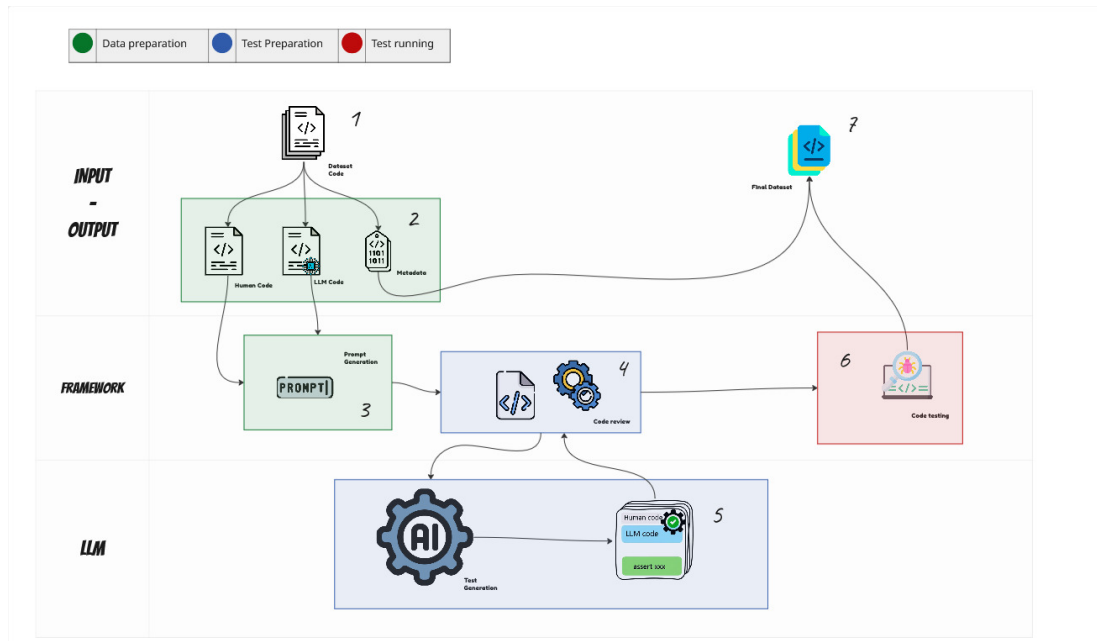 Data preparation
Test Preparation
Test running
INPUT
-
OUTPUT
1
</>
Dataset
Code
7
</>
Final Dataset
2
</>
Human Code
</>
LLM Code
</>
1101
1011
Metadata
FRAMEWORK
Prompt
Generation
PROMPT
3
4
</>
Code review
6
</>
Code testing
LLM
AI
Test
Generation
5
Human code
LLM code
assert xxx